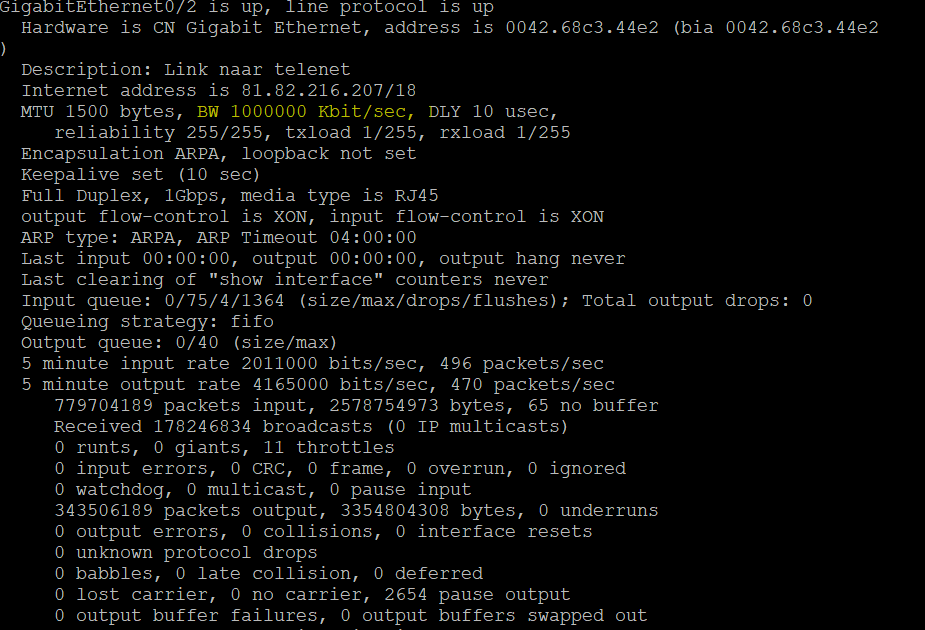 GigabitEthernet0/2 is up, line protocol is up
Hardware is CN Gigabit Ethernet, address is 0042.68c3.44e2 (bia 0042.68c3.44e2
)
Description: Link naar telenet
Internet address is 81.82.216.207/18
MTU 1500 bytes, BW 1000000 Kbit/sec, DLY 10 usec,
reliability 255/255, txload 1/255, rxload 1/255
Encapsulation ARPA, loopback not set
Keepalive set (10 sec)
Full Duplex, 1Gbps, media type is RJ45
output flow-control is XON, input flow-control is XON
ARP type: ARPA, ARP Timeout 04:00:00
Last input 00:00:00, output 00:00:00, output hang never
Last clearing of "show interface" counters never
Input queue: 0/75/4/1364 (size/max/drops/flushes); Total output drops: 0
Queueing strategy: fifo
Output queue: 0/40 (size/max)
5 minute input rate 2011000 bits/sec, 496 packets/sec
5 minute output rate 4165000 bits/sec, 470 packets/sec
779704189 packets input, 2578754973 bytes, 65 no buffer
Received 178246834 broadcasts (0 IP multicasts)
0 runts, 0 giants, 11 throttles
0 input errors, 0 CRC, 0 frame, 0 overrun, 0 ignored
0 watchdog, 0 multicast, 0 pause input
343506189 packets output, 3354804308 bytes, 0 underruns
0 output errors, 0 collisions, 0 interface resets
0 unknown protocol drops
0 babbles, 0 late collision, 0 deferred
0 lost carrier, 0 no carrier, 2654 pause output
0 output buffer failures, 0 output buffers swapped out